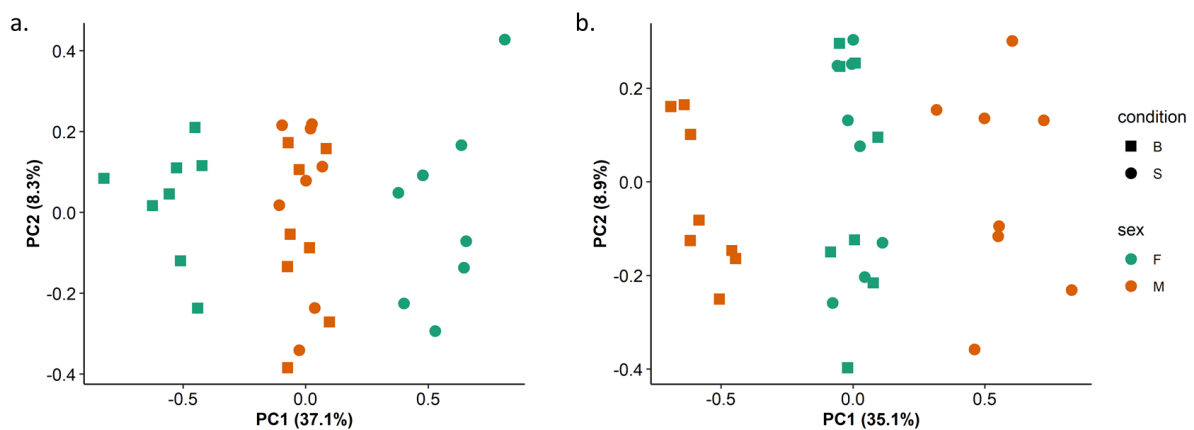 a.
PC2 (8.3%)
0.4
0.2
0.0
-0.2
-0.4
-0.5
0.0
0.5
PC1 (37.1%)
b.
PC2 (8.9%)
0.2
0.0
-0.2
-0.4
-0.5
0.0
0.5
PC1 (35.1%)
condition
B
S
sex
F
M